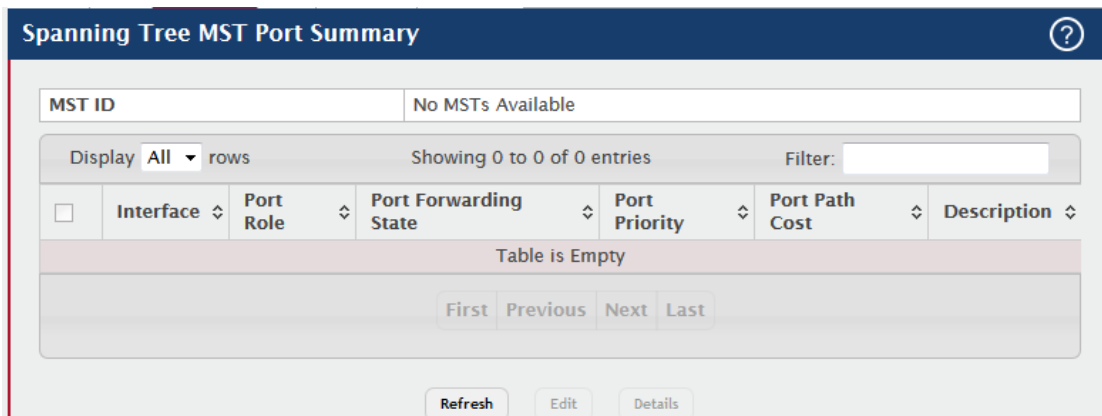 Spanning Tree MST Port Summary ?
MST ID No MSTs Available
Display All rows Showing 0 to 0 of 0 entries Filter:
Interface Port Role Port Forwarding State Port Priority Port Path Cost Description
Table is Empty
First Previous Next Last
Refresh Edit Details